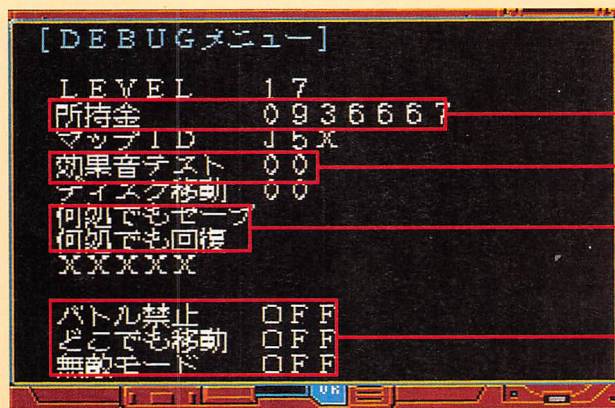 [DEBUGメニュー]
LEVEL 17
所持金 0936667
マップID J5X
効果音テスト 00
ディスク移動 00
何処でもセーブ
何処でも回復
XXXXX
バトル禁止 OFF
どこでも移動 OFF
無敵モード OFF